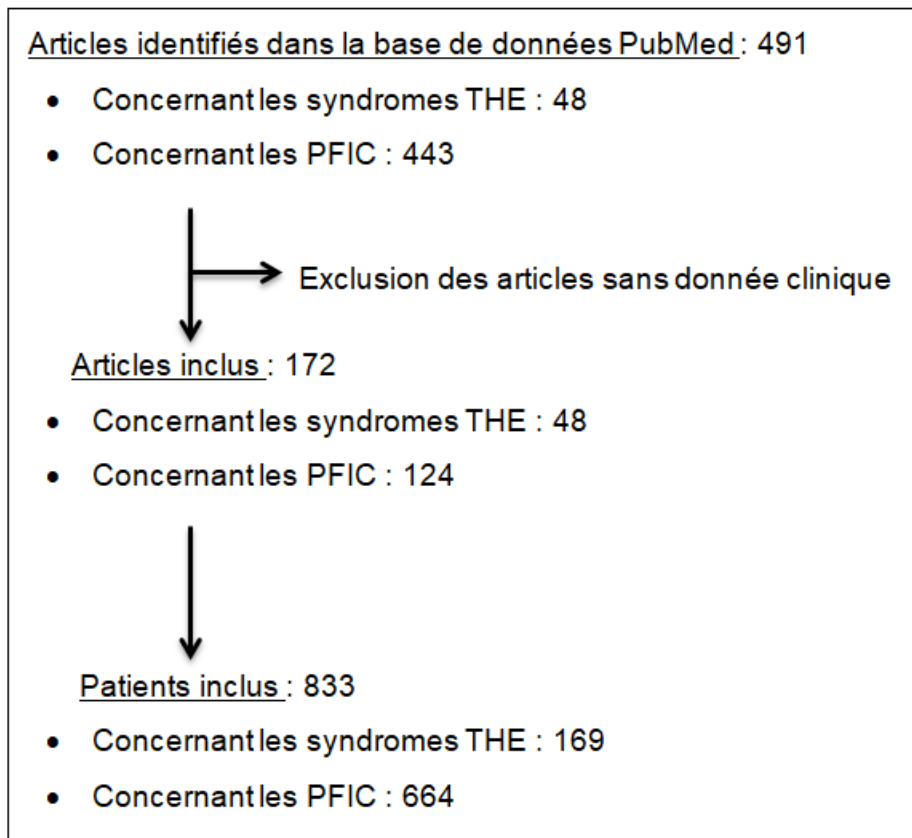 Articles identifiés dans la base de données PubMed : 491
• Concernant les syndromes THE : 48
• Concernant les PFIC : 443
Exclusion des articles sans donnée clinique
Articles inclus : 172
• Concernant les syndromes THE : 48
• Concernant les PFIC : 124
Patients inclus : 833
• Concernant les syndromes THE : 169
• Concernant les PFIC : 664